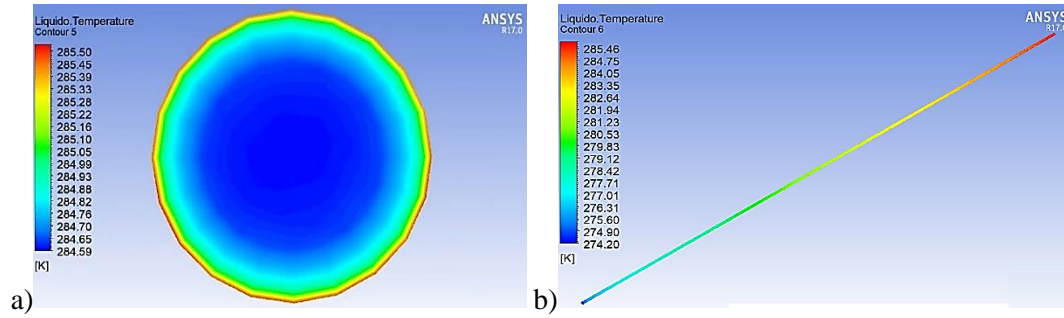 Liquido.Temperature
Contour 5
285.50
285.45
285.39
285.33
285.28
285.22
285.16
285.10
285.05
284.99
284.93
284.88
284.82
284.76
284.70
284.65
284.59
[K]
ANSYS
R17.0
a)
Liquido.Temperature
Contour 6
285.46
284.75
284.05
283.35
282.64
281.94
281.23
280.53
279.83
279.12
278.42
277.71
277.01
276.31
275.60
274.90
274.20
[K]
ANSYS
R17.0
b)